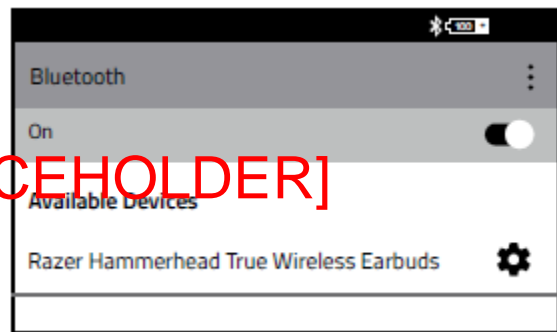 100
Bluetooth
On
CEHOLDER]
Available Devices
Razer Hammerhead True Wireless Earbuds